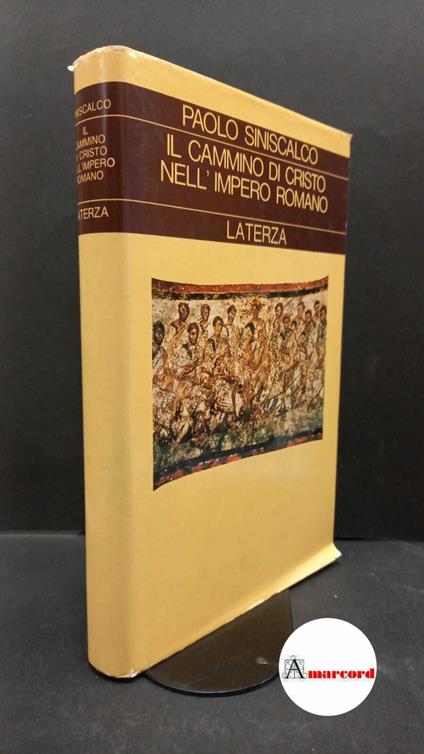 SINISCALCO
IL
CAMMINO
DI CRISTO
NELL'IMPERO
ROMANO
LATERZA
PAOLO SINISCALCO
IL CAMMINO DI CRISTO
NELL'IMPERO ROMANO
LATERZA
Amarcord